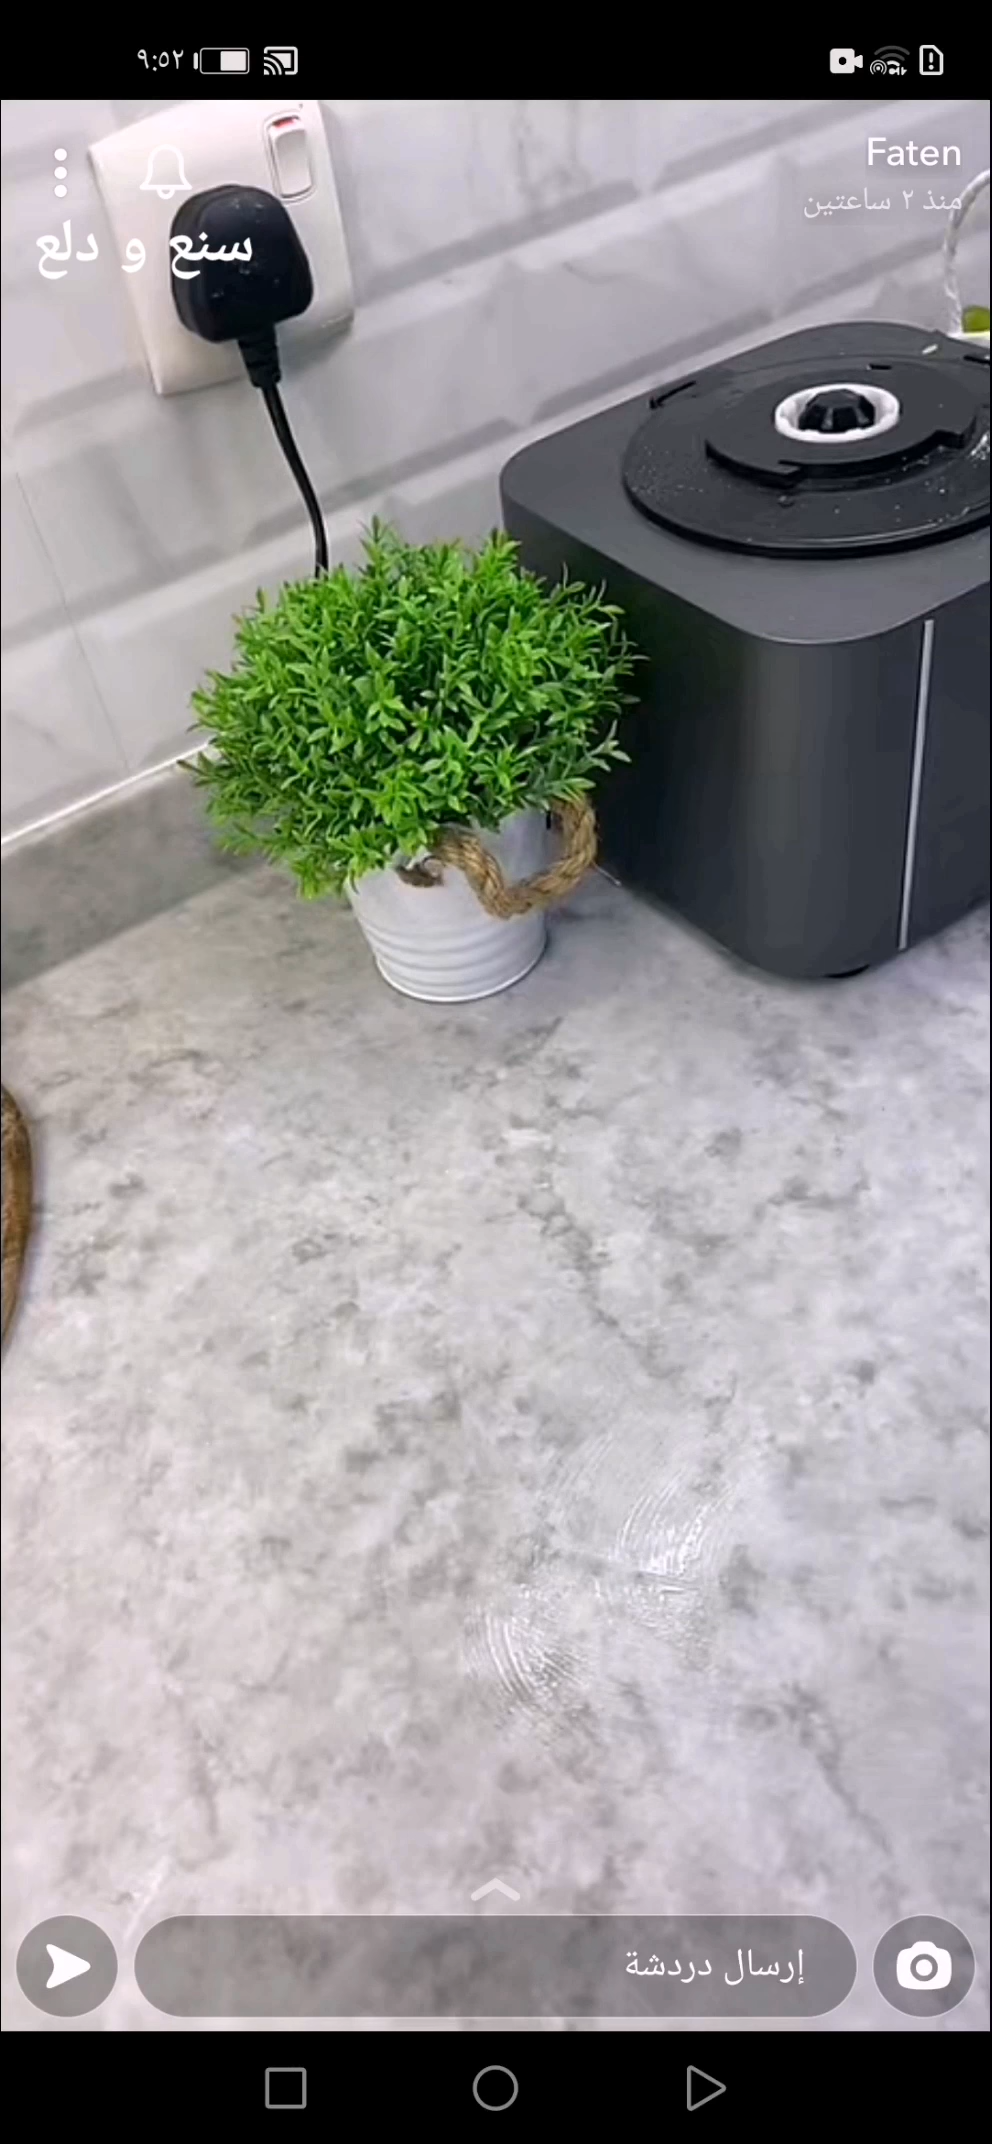 ٩:٥٢
Faten
منذ ٢ ساعتين
سنع و دلع
إرسال دردشة